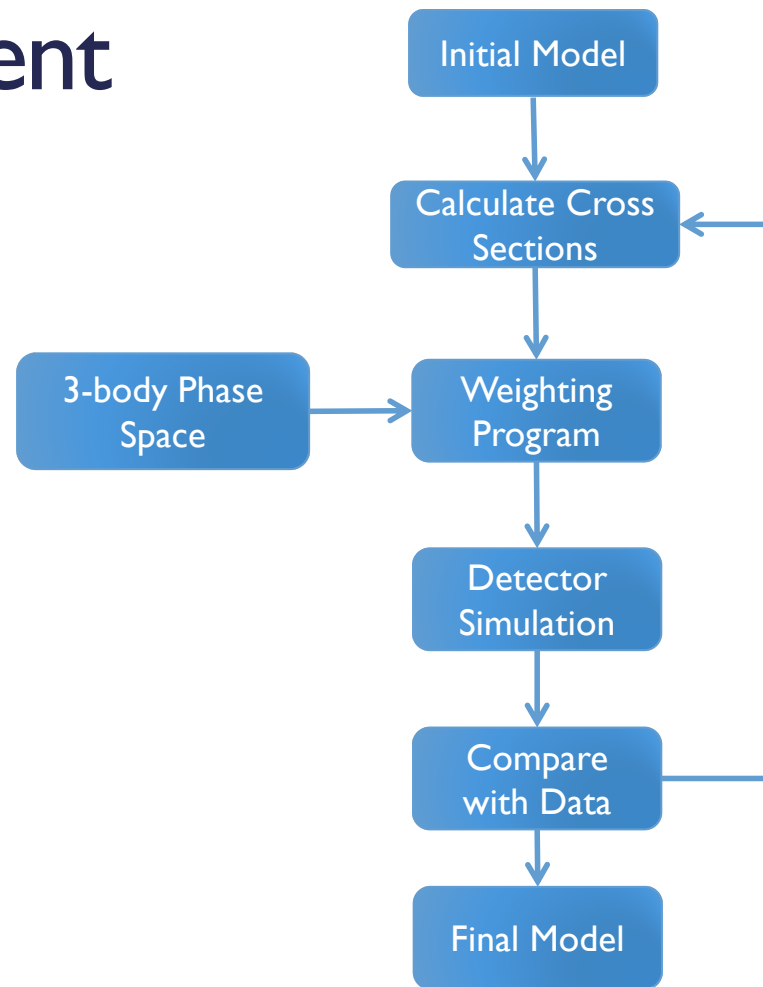 ent
Initial Model
Calculate Cross
Sections
3-body Phase
Space
Weighting
Program
Detector
Simulation
Compare
with Data
Final Model